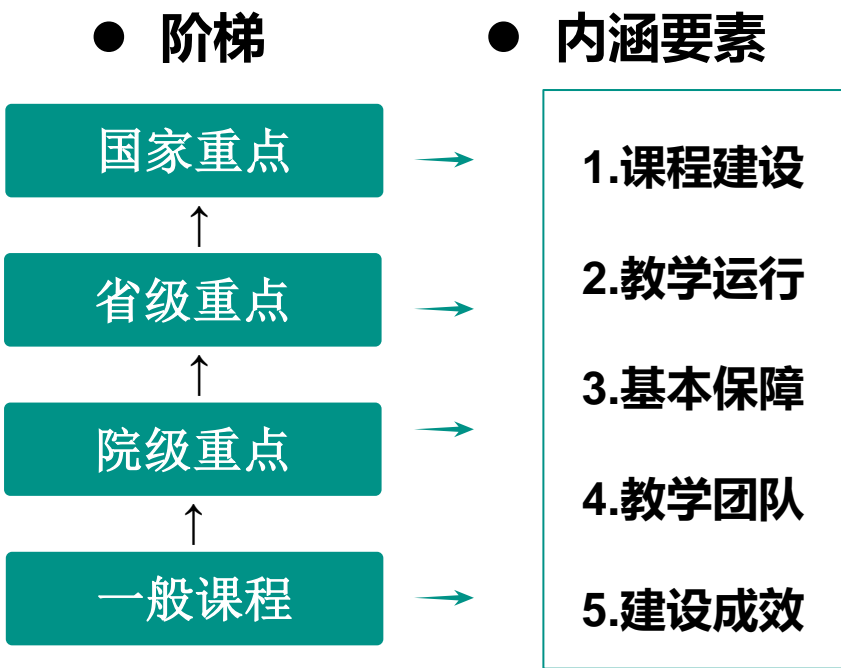 ● 阶梯
● 内涵要素
国家重点
↑
省级重点
↑
院级重点
↑
一般课程
1.课程建设
2.教学运行
3.基本保障
4.教学团队
5.建设成效